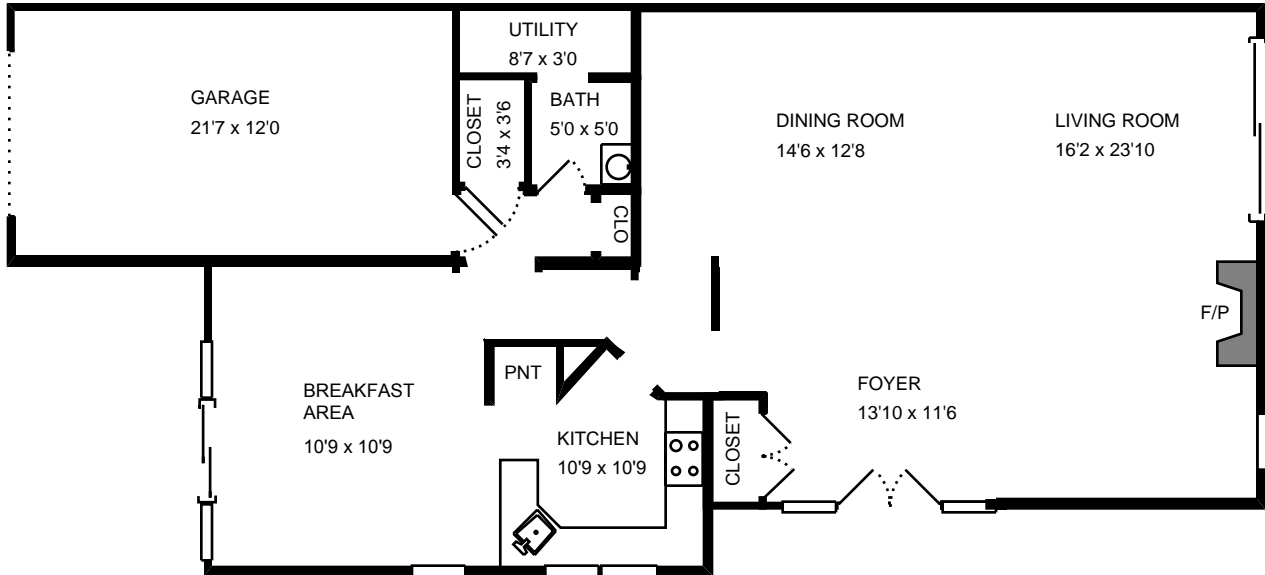 UTILITY
8'7 x 3'0
GARAGE
21'7 x 12'0
CLOSET
3'4 x 3'6
BATH
5'0 x 5'0
DINING ROOM
14'6 x 12'8
LIVING ROOM
16'2 x 23'10
CLO
F/P
PNT
BREAKFAST
AREA
10'9 x 10'9
KITCHEN
10'9 x 10'9
CLOSET
FOYER
13'10 x 11'6